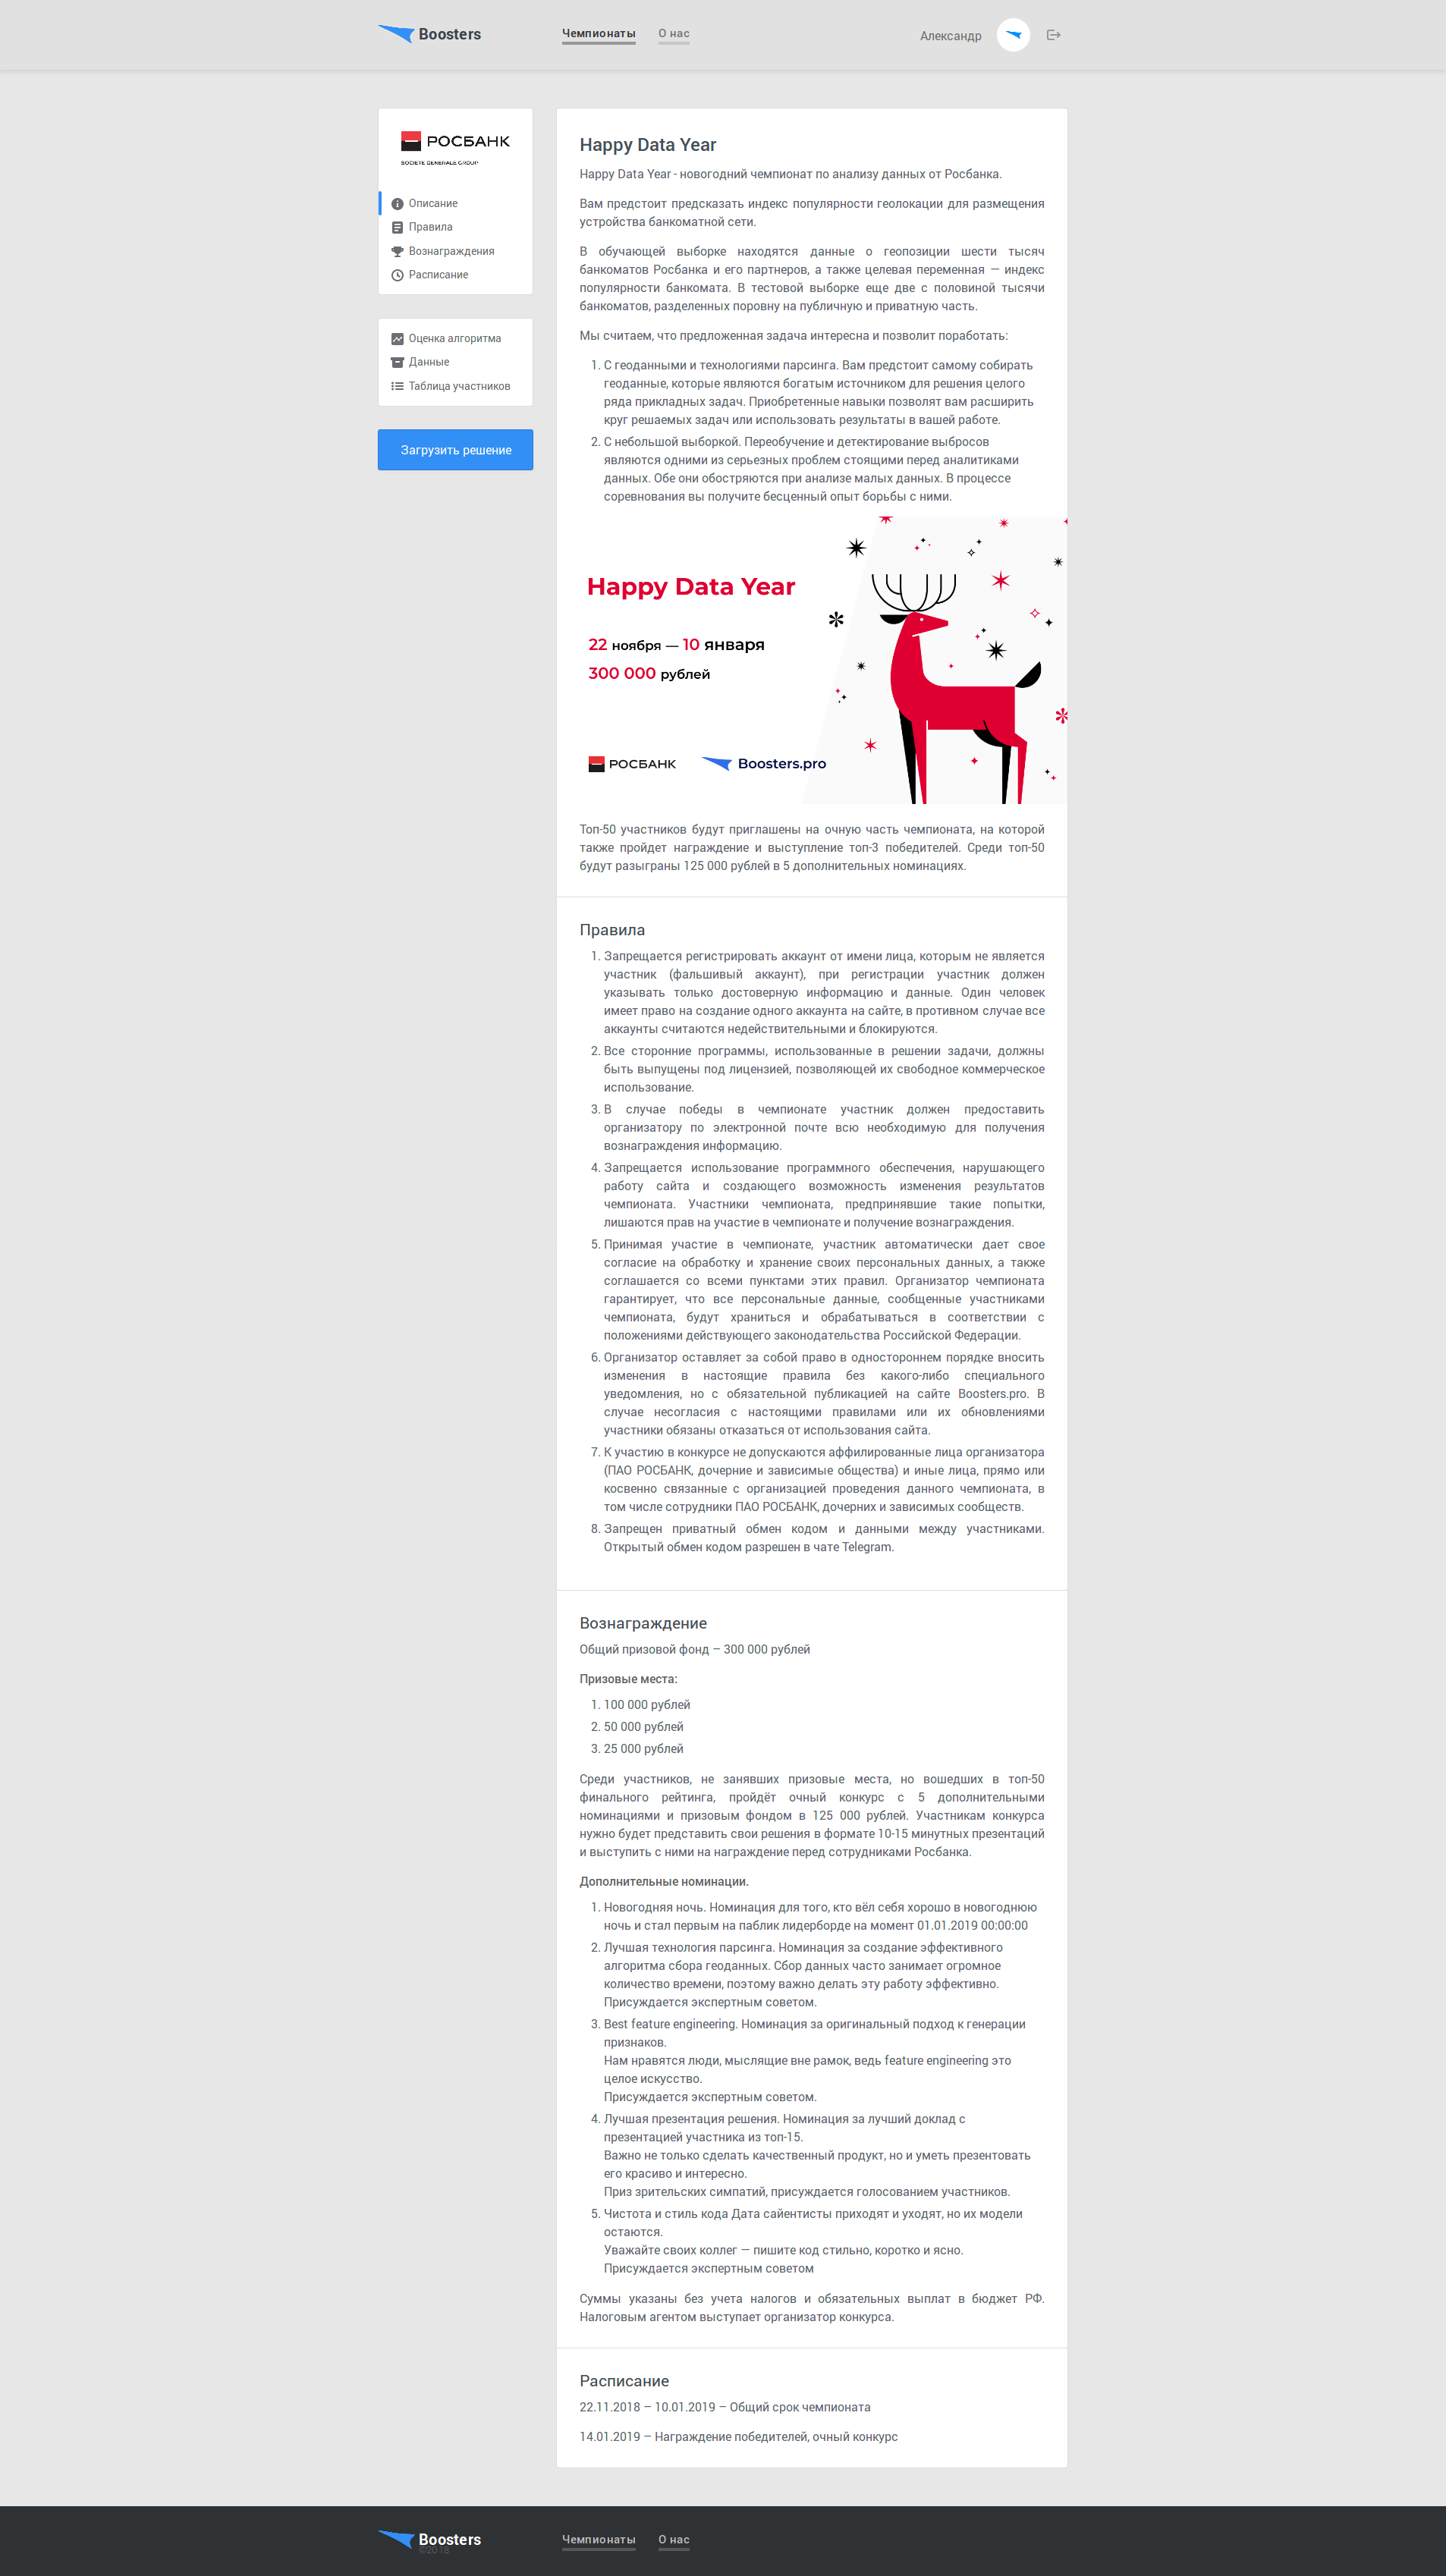 Boosters
Чемпионаты
О нас
Александр
РОСБАНК
SOCIETE GENERALE GROUP
Описание
Правила
Вознаграждения
Расписание
Оценка алгоритма
Данные
Таблица участников
Загрузить решение
Happy Data Year
Happy Data Year - новогодний чемпионат по анализу данных от Росбанка.
Вам предстоит предсказать индекс популярности геолокации для размещения
устройства банкоматной сети.
В обучающей выборке находятся данные о геопозиции шести тысяч
банкоматов Росбанка и его партнеров, а также целевая переменная — индекс
популярности банкомата. В тестовой выборке еще две с половиной тысячи
банкоматов, разделенных поровну на публичную и приватную часть.
Мы считаем, что предложенная задача интересна и позволит поработать:
1. С геоданными и технологиями парсинга. Вам предстоит самому собирать
геоданные, которые являются богатым источником для решения целого
ряда прикладных задач. Приобретенные навыки позволят вам расширить
круг решаемых задач или использовать результаты в вашей работе.
2. С небольшой выборкой. Переобучение и детектирование выбросов
являются одними из серьезных проблем стоящими перед аналитиками
данных. Обе они обостряются при анализе малых данных. В процессе
соревнования вы получите бесценный опыт борьбы с ними.
Happy Data Year
22 ноября — 10 января
300 000 рублей
РОСБАНК
Boosters.pro
Топ-50 участников будут приглашены на очную часть чемпионата, на которой
также пройдет награждение и выступление топ-3 победителей. Среди топ-50
будут разыграны 125 000 рублей в 5 дополнительных номинациях.
Правила
1. Запрещается регистрировать аккаунт от имени лица, которым не является
участник (фальшивый аккаунт), при регистрации участник должен
указывать только достоверную информацию и данные. Один человек
имеет право на создание одного аккаунта на сайте, в противном случае все
аккаунты считаются недействительными и блокируются.
2. Все сторонние программы, использованные в решении задачи, должны
быть выпущены под лицензией, позволяющей их свободное коммерческое
использование.
3. В случае победы в чемпионате участник должен предоставить
организатору по электронной почте всю необходимую для получения
вознаграждения информацию.
4. Запрещается использование программного обеспечения, нарушающего
работу сайта и создающего возможность изменения результатов
чемпионата. Участники чемпионата, предпринявшие такие попытки,
лишаются прав на участие в чемпионате и получение вознаграждения.
5. Принимая участие в чемпионате, участник автоматически дает свое
согласие на обработку и хранение своих персональных данных, а также
соглашается со всеми пунктами этих правил. Организатор чемпионата
гарантирует, что все персональные данные, сообщенные участниками
чемпионата, будут храниться и обрабатываться в соответствии с
положениями действующего законодательства Российской Федерации.
6. Организатор оставляет за собой право в одностороннем порядке вносить
изменения в настоящие правила без какого-либо специального
уведомления, но с обязательной публикацией на сайте Boosters.pro. В
случае несогласия с настоящими правилами или их обновлениями
участники обязаны отказаться от использования сайта.
7. К участию в конкурсе не допускаются аффилированные лица организатора
(ПАО РОСБАНК, дочерние и зависимые общества) и иные лица, прямо или
косвенно связанные с организацией проведения данного чемпионата, в
том числе сотрудники ПАО РОСБАНК, дочерних и зависимых сообществ.
8. Запрещен приватный обмен кодом и данными между участниками.
Открытый обмен кодом разрешен в чате Telegram.
Вознаграждение
Общий призовой фонд – 300 000 рублей
Призовые места:
1. 100 000 рублей
2. 50 000 рублей
3. 25 000 рублей
Среди участников, не занявших призовые места, но вошедших в топ-50
финального рейтинга, пройдёт очный конкурс с 5 дополнительными
номинациями и призовым фондом в 125 000 рублей. Участникам конкурса
нужно будет представить свои решения в формате 10-15 минутных презентаций
и выступить с ними на награждение перед сотрудниками Росбанка.
Дополнительные номинации.
1. Новогодняя ночь. Номинация для того, кто вёл себя хорошо в новогоднюю
ночь и стал первым на паблик лидерборде на момент 01.01.2019 00:00:00
2. Лучшая технология парсинга. Номинация за создание эффективного
алгоритма сбора геоданных. Сбор данных часто занимает огромное
количество времени, поэтому важно делать эту работу эффективно.
Присуждается экспертным советом.
3. Best feature engineering. Номинация за оригинальный подход к генерации
признаков.
Нам нравятся люди, мыслящие вне рамок, ведь feature engineering это
целое искусство.
Присуждается экспертным советом.
4. Лучшая презентация решения. Номинация за лучший доклад с
презентацией участника из топ-15.
Важно не только сделать качественный продукт, но и уметь презентовать
его красиво и интересно.
Приз зрительских симпатий, присуждается голосованием участников.
5. Чистота и стиль кода Дата сайентисты приходят и уходят, но их модели
остаются.
Уважайте своих коллег — пишите код стильно, коротко и ясно.
Присуждается экспертным советом
Суммы указаны без учета налогов и обязательных выплат в бюджет РФ.
Налоговым агентом выступает организатор конкурса.
Расписание
22.11.2018 – 10.01.2019 – Общий срок чемпионата
14.01.2019 – Награждение победителей, очный конкурс
Boosters
©2018
Чемпионаты
О нас